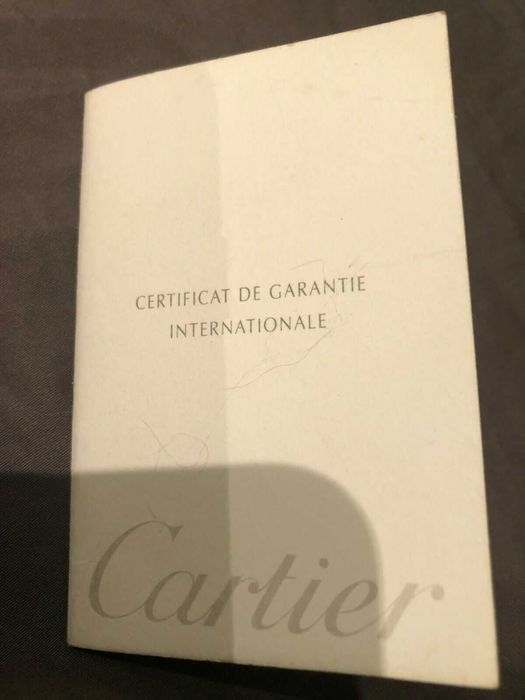 CERTIFICAT DE GARANTIE
INTERNATIONALE
Cartier